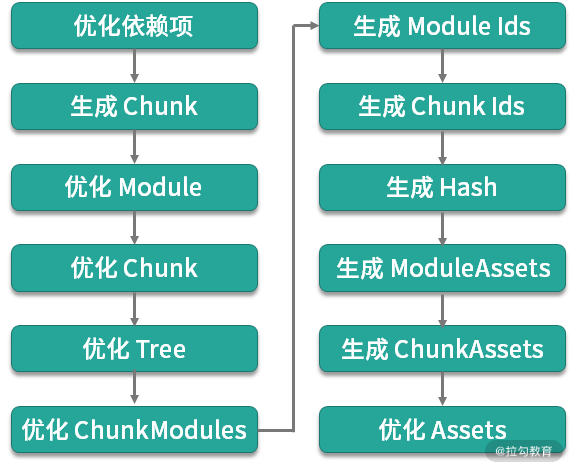 优化依赖项
生成 Chunk
优化 Module
优化 Chunk
优化 Tree
优化 ChunkModules
生成 Module Ids
生成 Chunk Ids
生成 Hash
生成 ModuleAssets
生成 ChunkAssets
优化 Assets
@拉勾教育